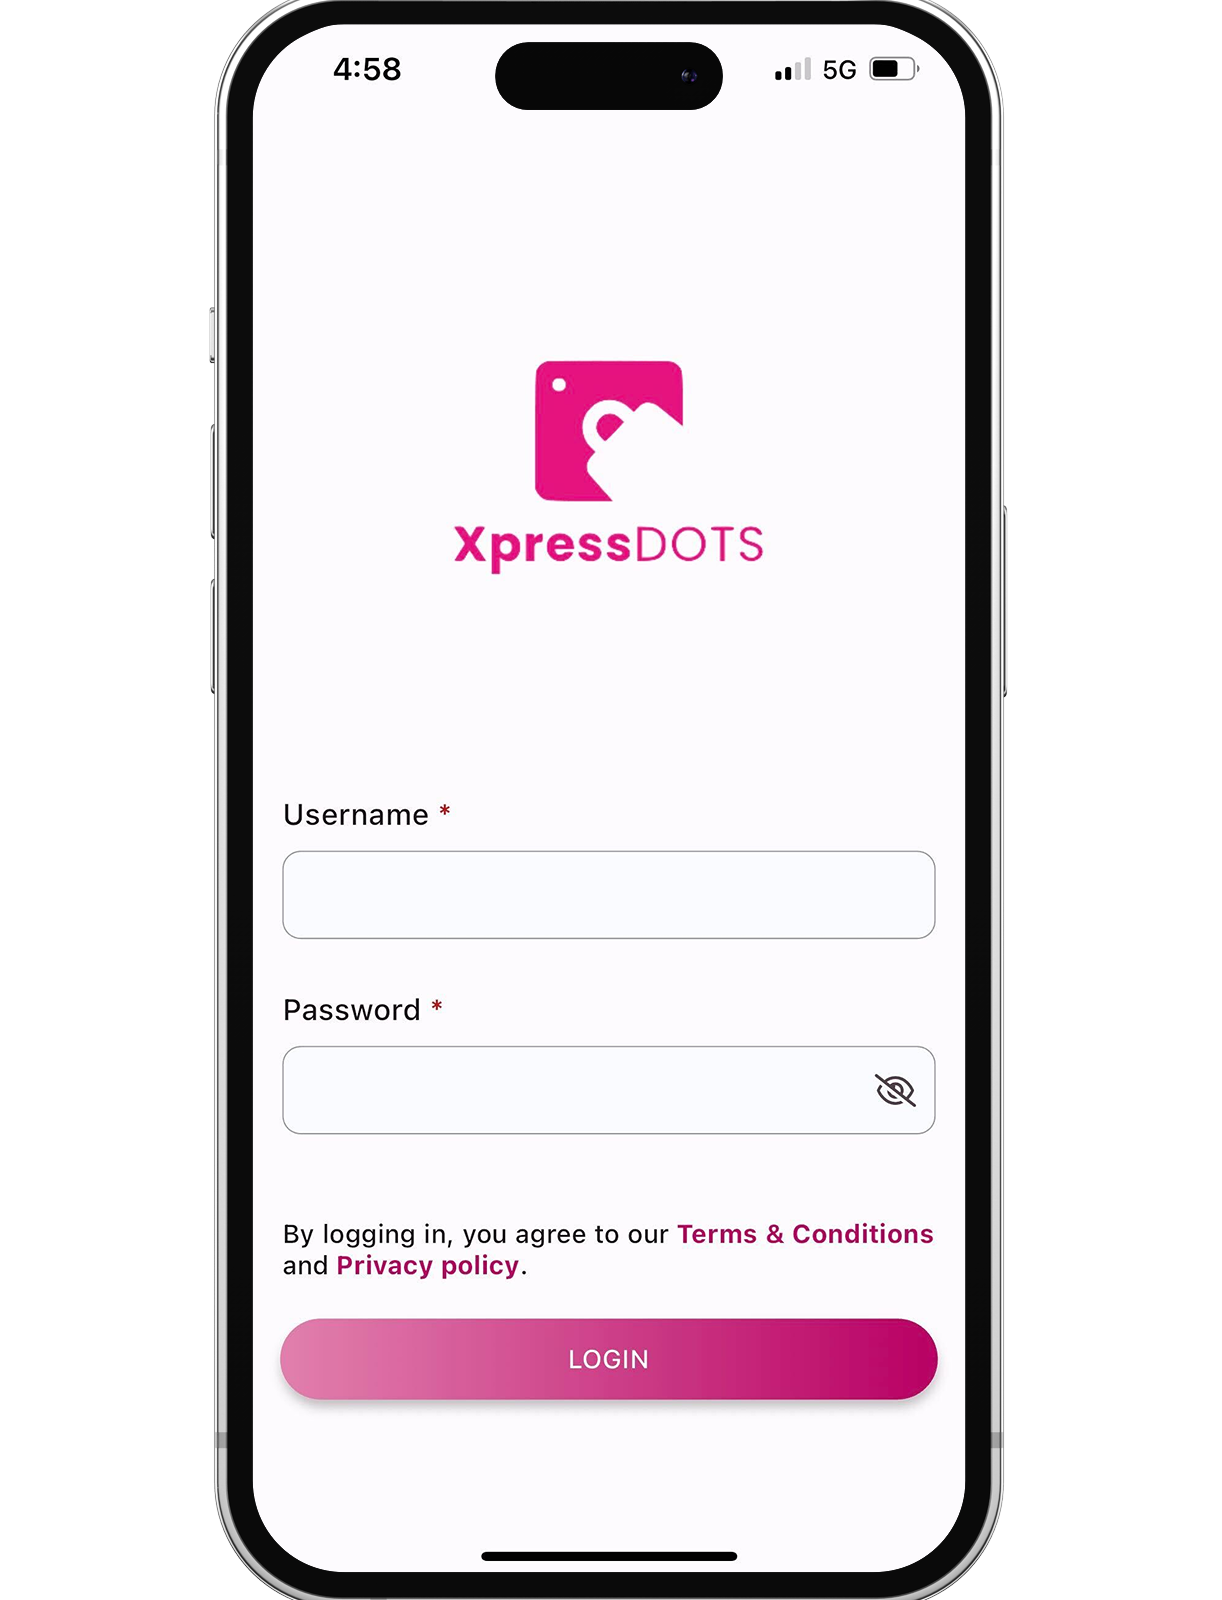 4:58 5G
XpressDOTS
Username *
Password *
By logging in, you agree to our Terms & Conditions
and Privacy policy.
LOGIN